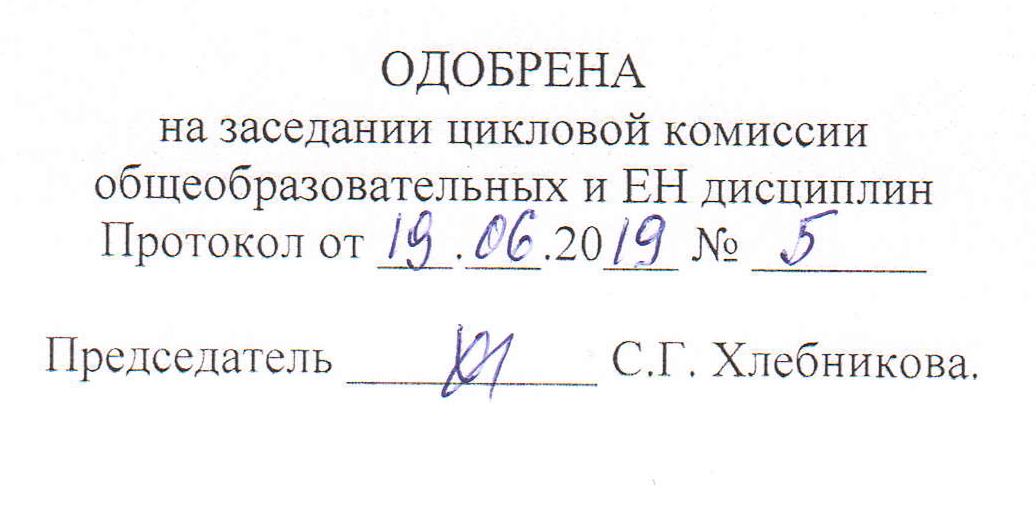 ОДОБРЕНА
на заседании цикловой комиссии
общеобразовательных и ЕН дисциплин
Протокол от 19.06.2019 № 5
Председатель С.Г. Хлебникова.